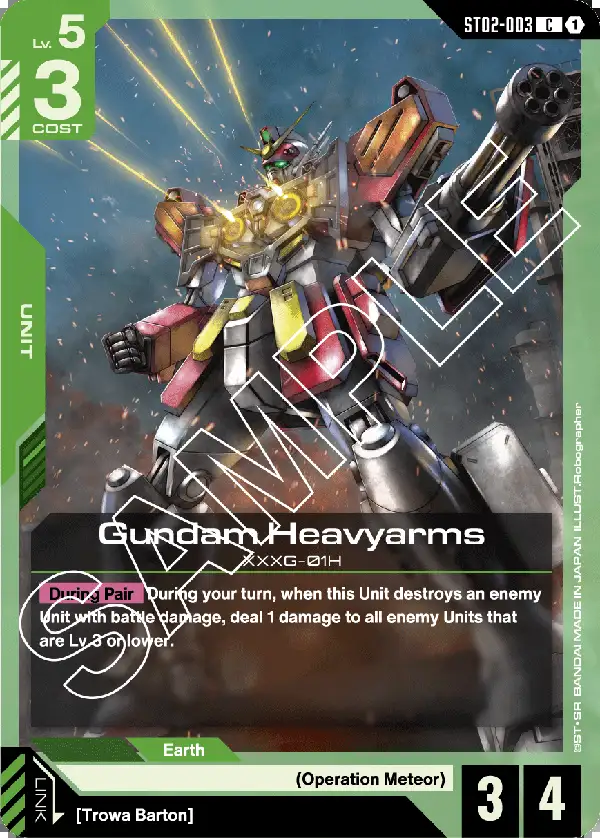 ST02-003 C 1
Lv. 5
3
COST
UNIT
Gundam Heavyarms
XXXG-01H
During Pair During your turn, when this Unit destroys an enemy
Unit with battle damage, deal 1 damage to all enemy Units that
are Lv.3 or lower.
Earth
(Operation Meteor)
LINK
[Trowa Barton]
3 4
©ST・SR BANDAI MADE IN JAPAN ILLUST.Robographer
SAMPLE